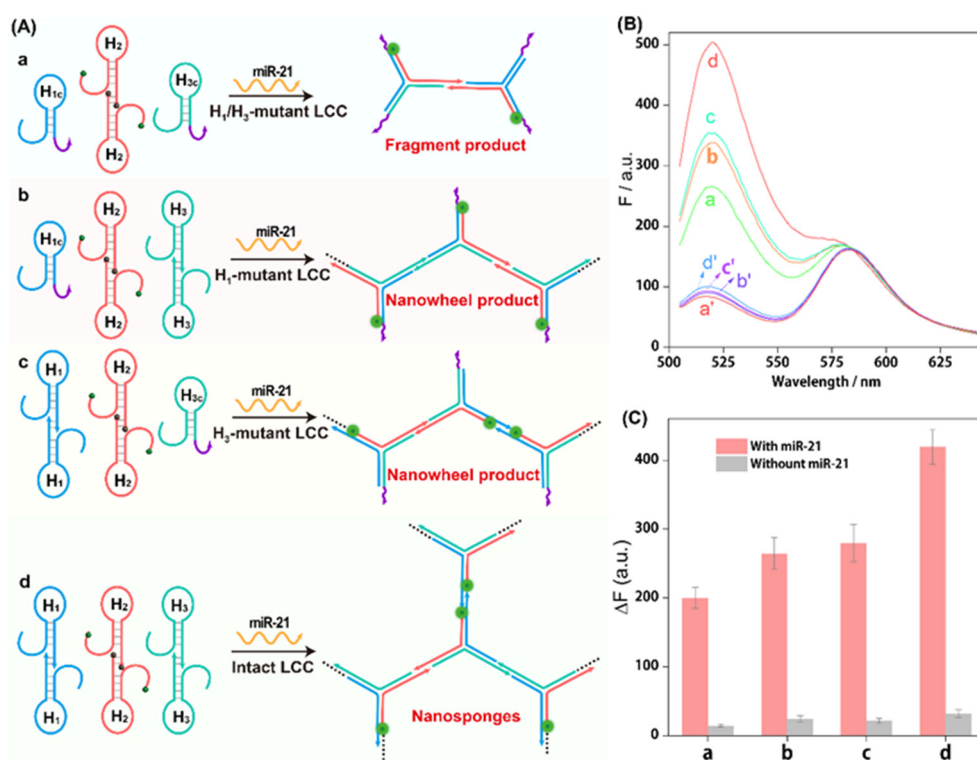 (A)
a
H1c
H2
H2
H3c
miR-21
H1/H3-mutant LCC
Fragment product
b
H1c
H2
H2
H3
H3
miR-21
H1-mutant LCC
Nanowheel product
c
H1
H1
H2
H2
H3c
miR-21
H3-mutant LCC
Nanowheel product
d
H1
H1
H2
H2
H3
H3
miR-21
Intact LCC
Nanosponges
(B)
F / a.u.
500
400
300
200
100
0
d
c
b
a
d'
c'
b'
a'
500 525 550 575 600 625
Wavelength / nm
(C)
ΔF (a.u.)
400
300
200
100
0
With miR-21
Withount miR-21
a b c d